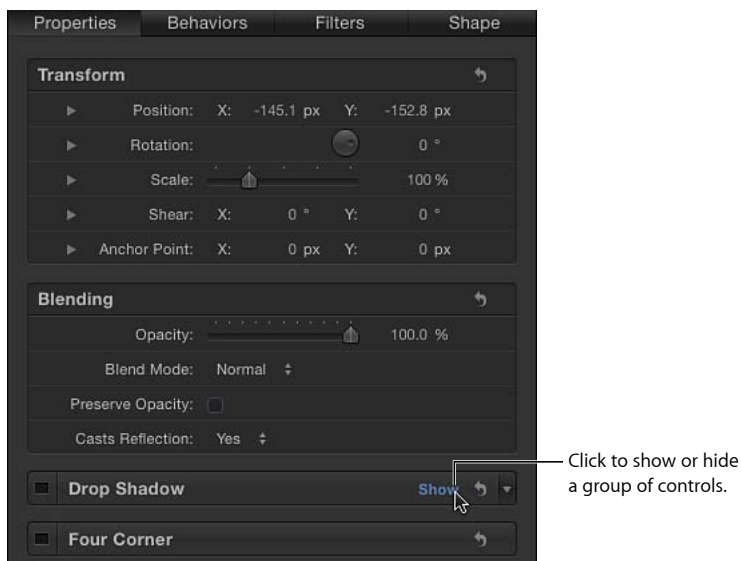 Properties Behaviors Filters Shape
Transform
Position: X: -145.1 px Y: -152.8 px
Rotation: 0 °
Scale: 100 %
Shear: X: 0 ° Y: 0 °
Anchor Point: X: 0 px Y: 0 px
Blending
Opacity: 100.0 %
Blend Mode: Normal
Preserve Opacity:
Casts Reflection: Yes
Drop Shadow Show
Click to show or hide
a group of controls.
Four Corner